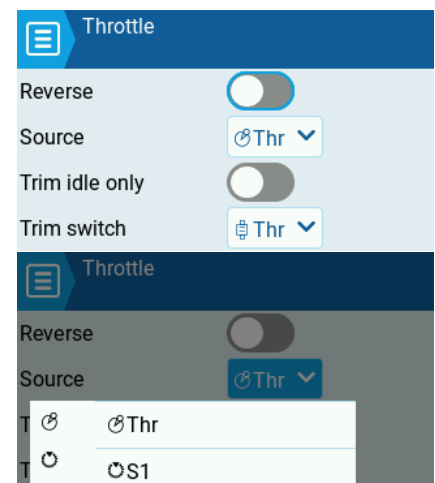 Throttle
Reverse
Source Thr
Trim idle only
Trim switch Thr
Throttle
Reverse
Source Thr
T Thr
T S1